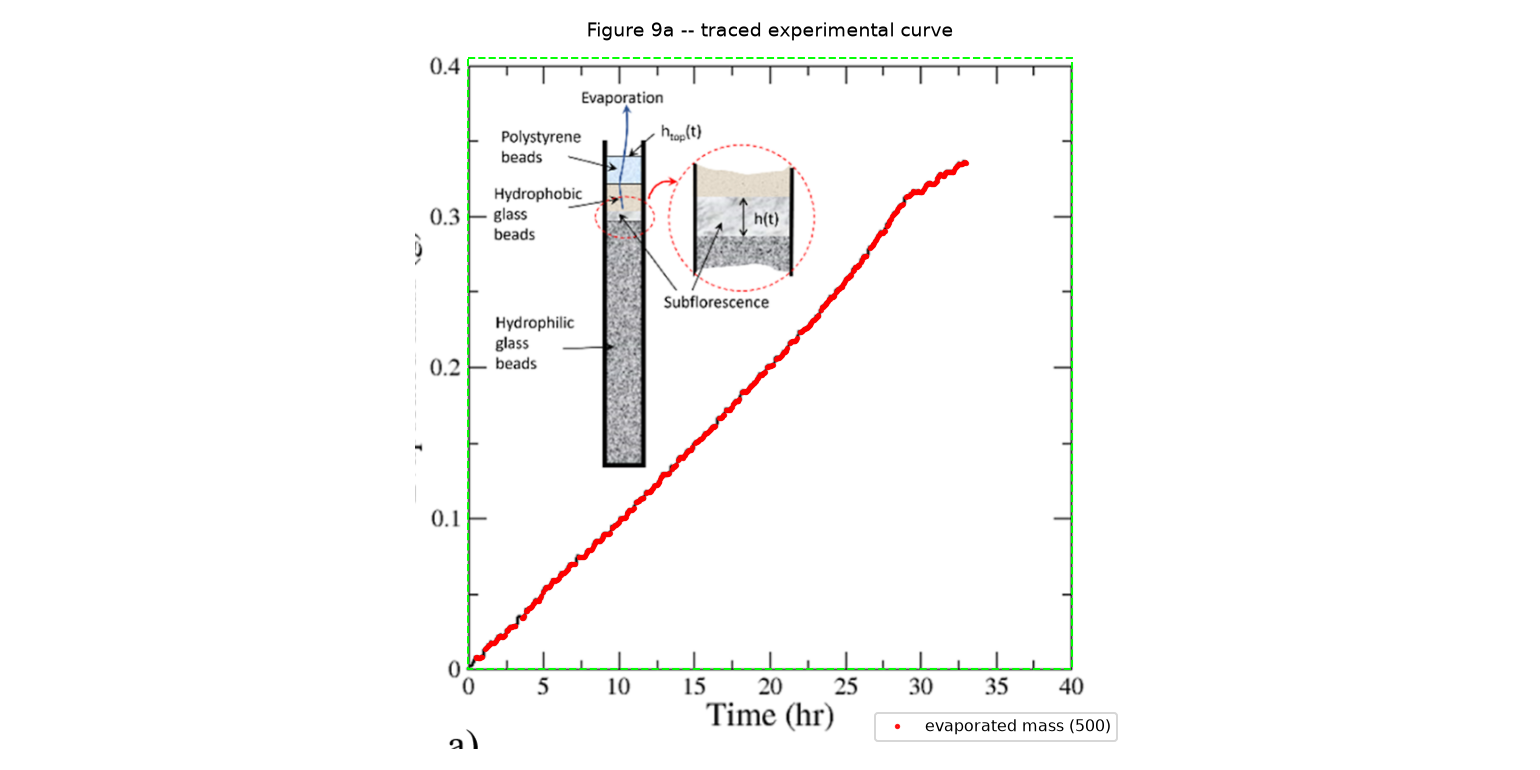 Figure 9a -- traced experimental curve
0.4
0.3
0.2
0.1
0
Evaporation
Polystyrene
beads
htop(t)
Hydrophobic
glass
beads
h(t)
Subflorescence
Hydrophilic
glass
beads
0 5 10 15 20 25 30 35 40
Time (hr)
evaporated mass (500)
a)